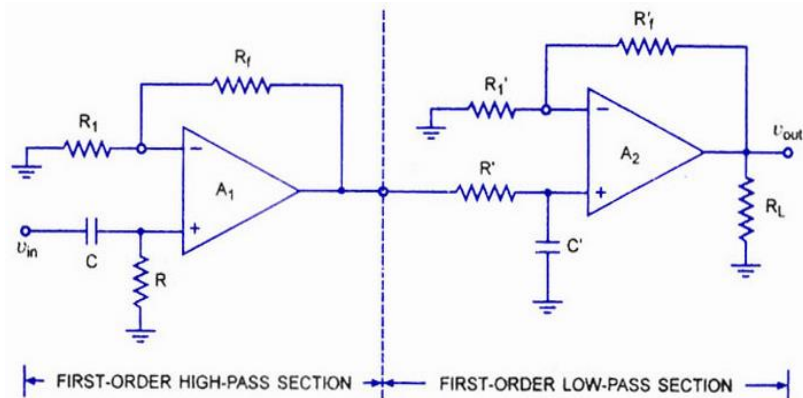 R'f
Rf
R1'
R1
−
−
υout
A2
A1
R'
+
+
RL
υin
C
R
C'
FIRST-ORDER HIGH-PASS SECTION
FIRST-ORDER LOW-PASS SECTION